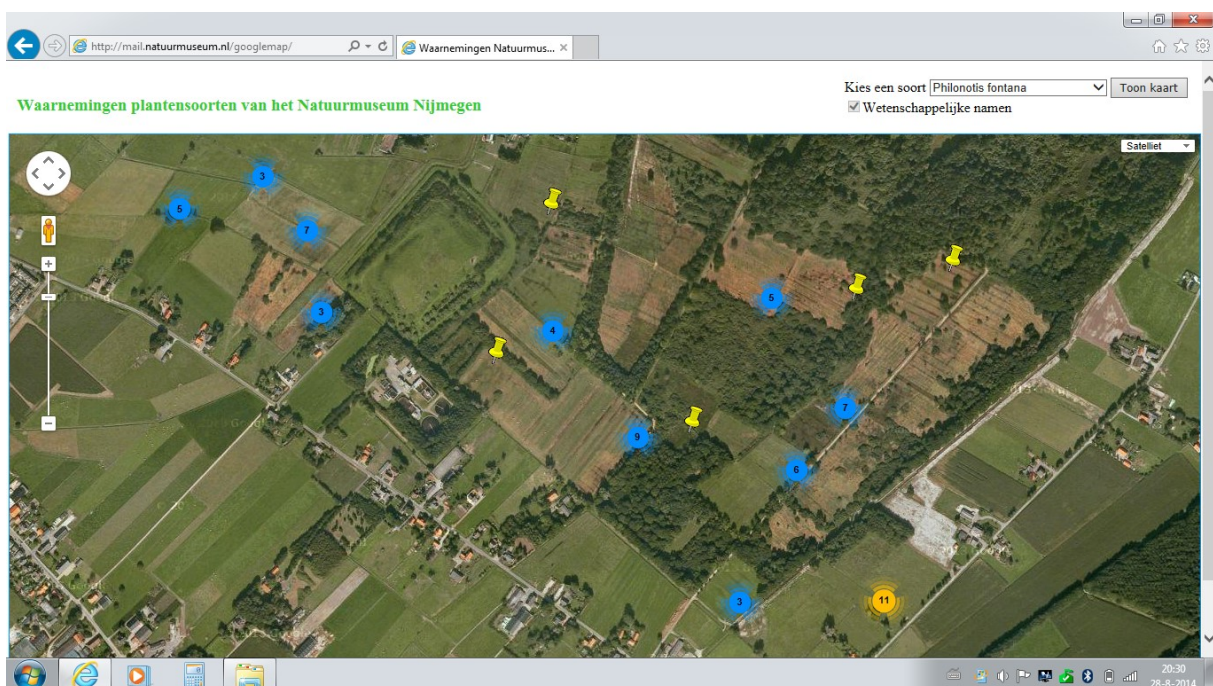 http://mail.natuurmuseum.nl/googlemap/
Waarnemingen Natuurmus...
Waarnemingen plantensoorten van het Natuurmuseum Nijmegen
Kies een soort Philonotis fontana Toon kaart
Wetenschappelijke namen
Satelliet
3
5
7
5
3
4
7
9
6
3
11
20:30
28-8-2014